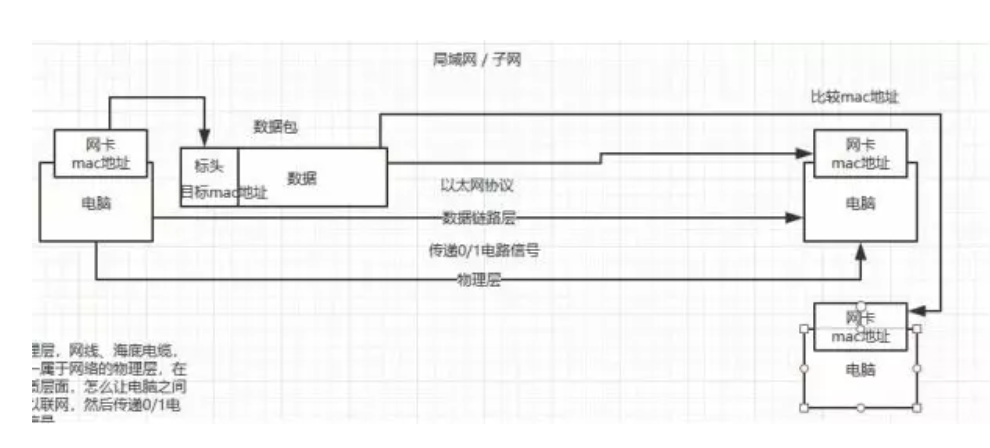 局域网 / 子网
比较mac地址
网卡
mac地址
电脑
数据包
标头
目标mac地址
数据
网卡
mac地址
电脑
以太网协议
数据链路层
传递0/1电路信号
物理层
网卡
mac地址
电脑
理层，网线、海底电缆，
一属于网络的物理层，在
层面，怎么让电脑之间
以联网，然后传递0/1电